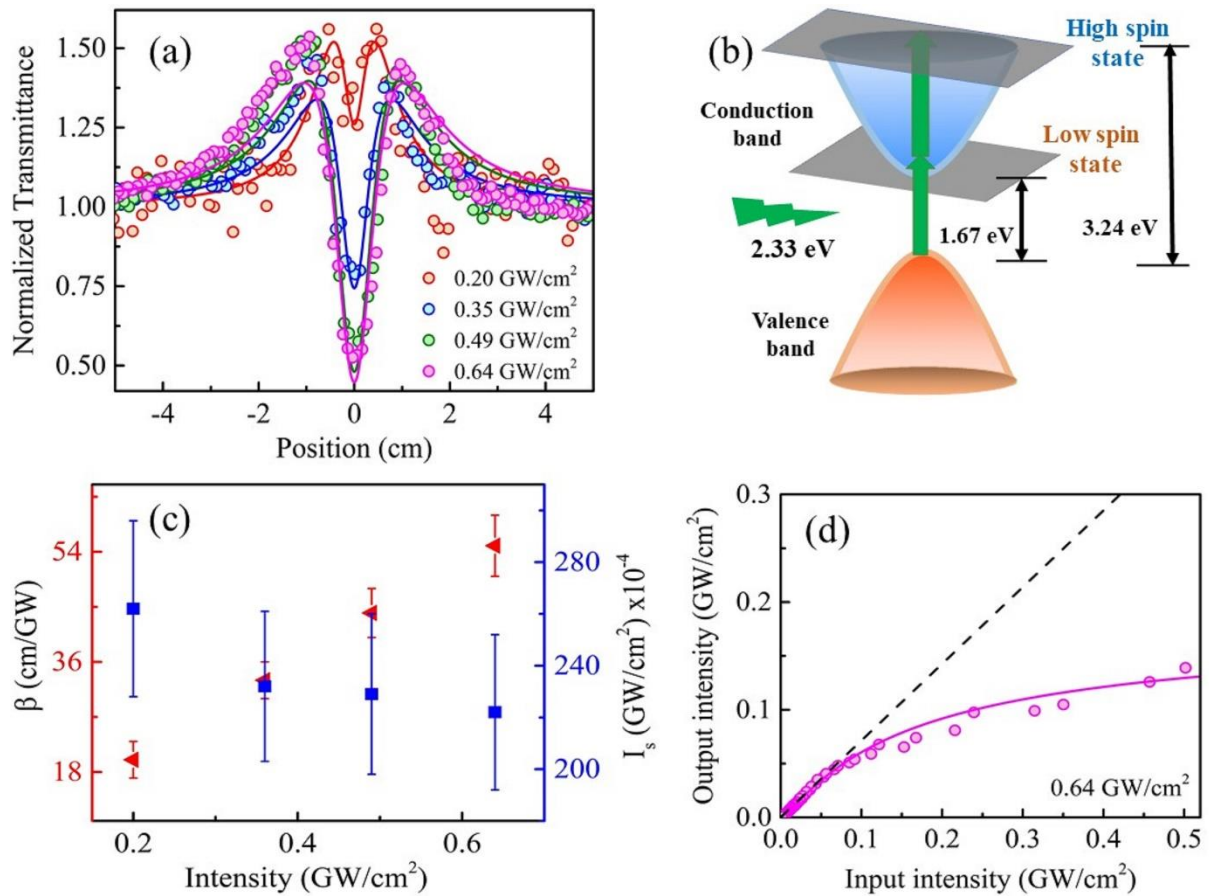 (a)
1.50
1.25
1.00
0.75
0.50
Normalized Transmittance
0.20 GW/cm²
0.35 GW/cm²
0.49 GW/cm²
0.64 GW/cm²
-4
-2
0
2
4
Position (cm)
(b)
High spin
state
Conduction
band
Low spin
state
2.33 eV
1.67 eV
3.24 eV
Valence
band
(c)
54
36
18
β (cm/GW)
280
240
200
I_s (GW/cm²) x10⁻⁴
0.2
0.4
0.6
Intensity (GW/cm²)
(d)
0.3
0.2
0.1
0.0
Output intensity (GW/cm²)
0.64 GW/cm²
0.0
0.1
0.2
0.3
0.4
0.5
Input intensity (GW/cm²)